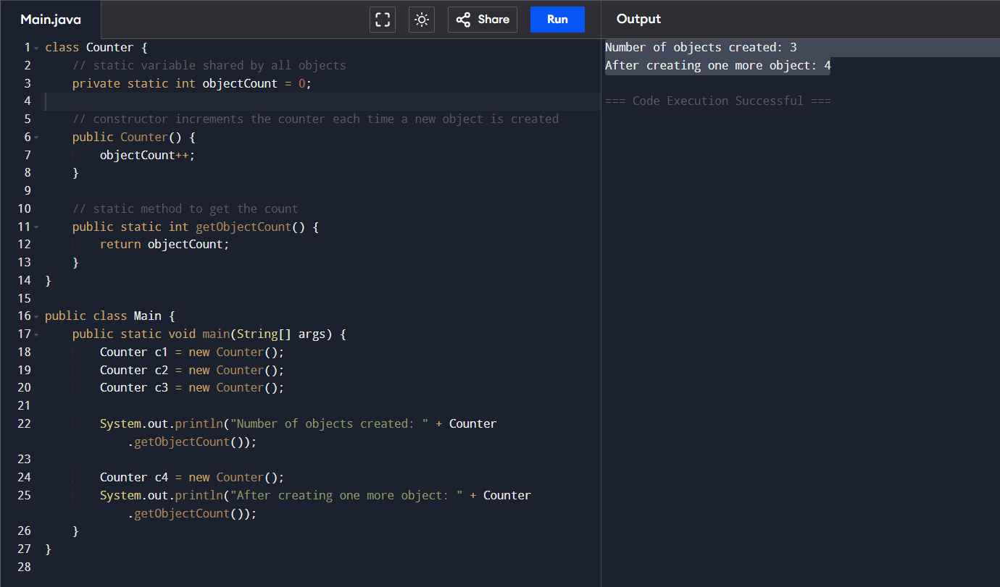 Main.java
Share
Run
Output
1 class Counter {
2     // static variable shared by all objects
3     private static int objectCount = 0;
4
5     // constructor increments the counter each time a new object is created
6     public Counter() {
7         objectCount++;
8     }
9
10     // static method to get the count
11     public static int getObjectCount() {
12         return objectCount;
13     }
14 }
15
16 public class Main {
17     public static void main(String[] args) {
18         Counter c1 = new Counter();
19         Counter c2 = new Counter();
20         Counter c3 = new Counter();
21
22         System.out.println("Number of objects created: " + Counter
            .getObjectCount());
23
24         Counter c4 = new Counter();
25         System.out.println("After creating one more object: " + Counter
            .getObjectCount());
26     }
27 }
28
Number of objects created: 3
After creating one more object: 4
=== Code Execution Successful ===